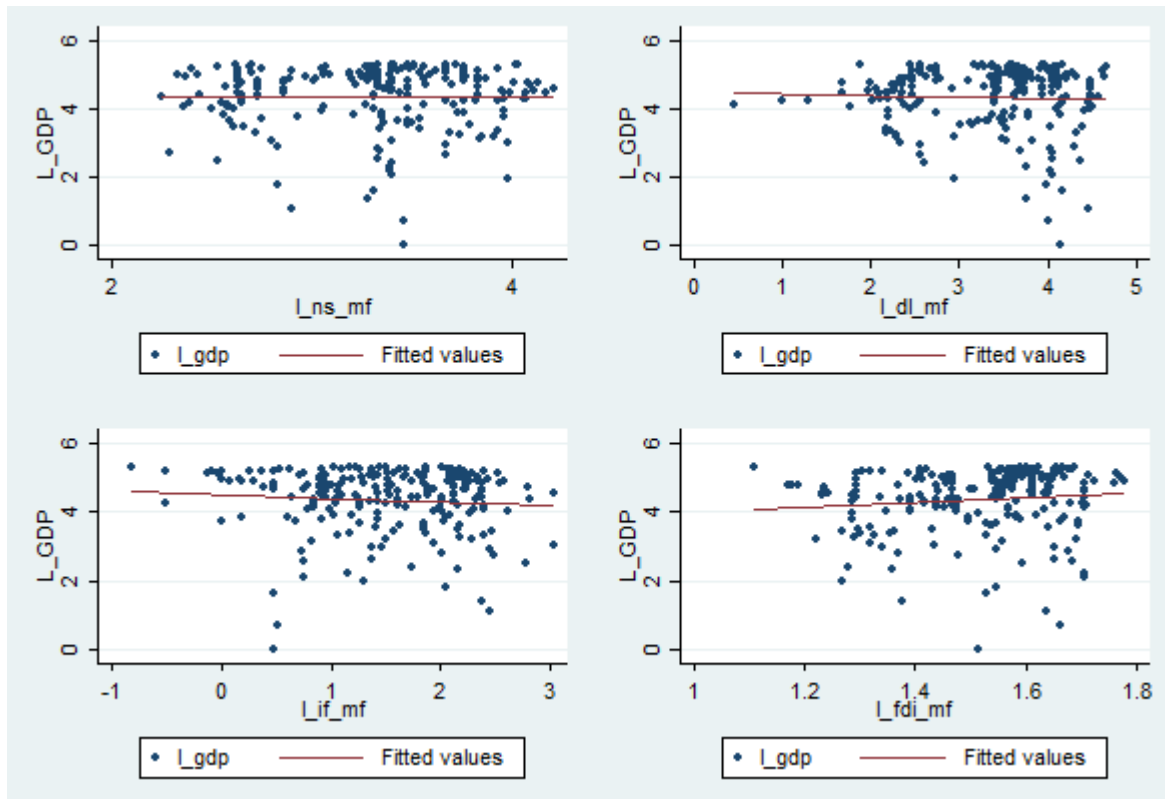 6
4
2
0
L_GDP
2 4
l_ns_mf
l_gdp Fitted values
6
4
2
0
L_GDP
0 1 2 3 4 5
l_dl_mf
l_gdp Fitted values
6
4
2
0
L_GDP
-1 0 1 2 3
l_if_mf
l_gdp Fitted values
6
4
2
0
L_GDP
1 1.2 1.4 1.6 1.8
l_fdi_mf
l_gdp Fitted values